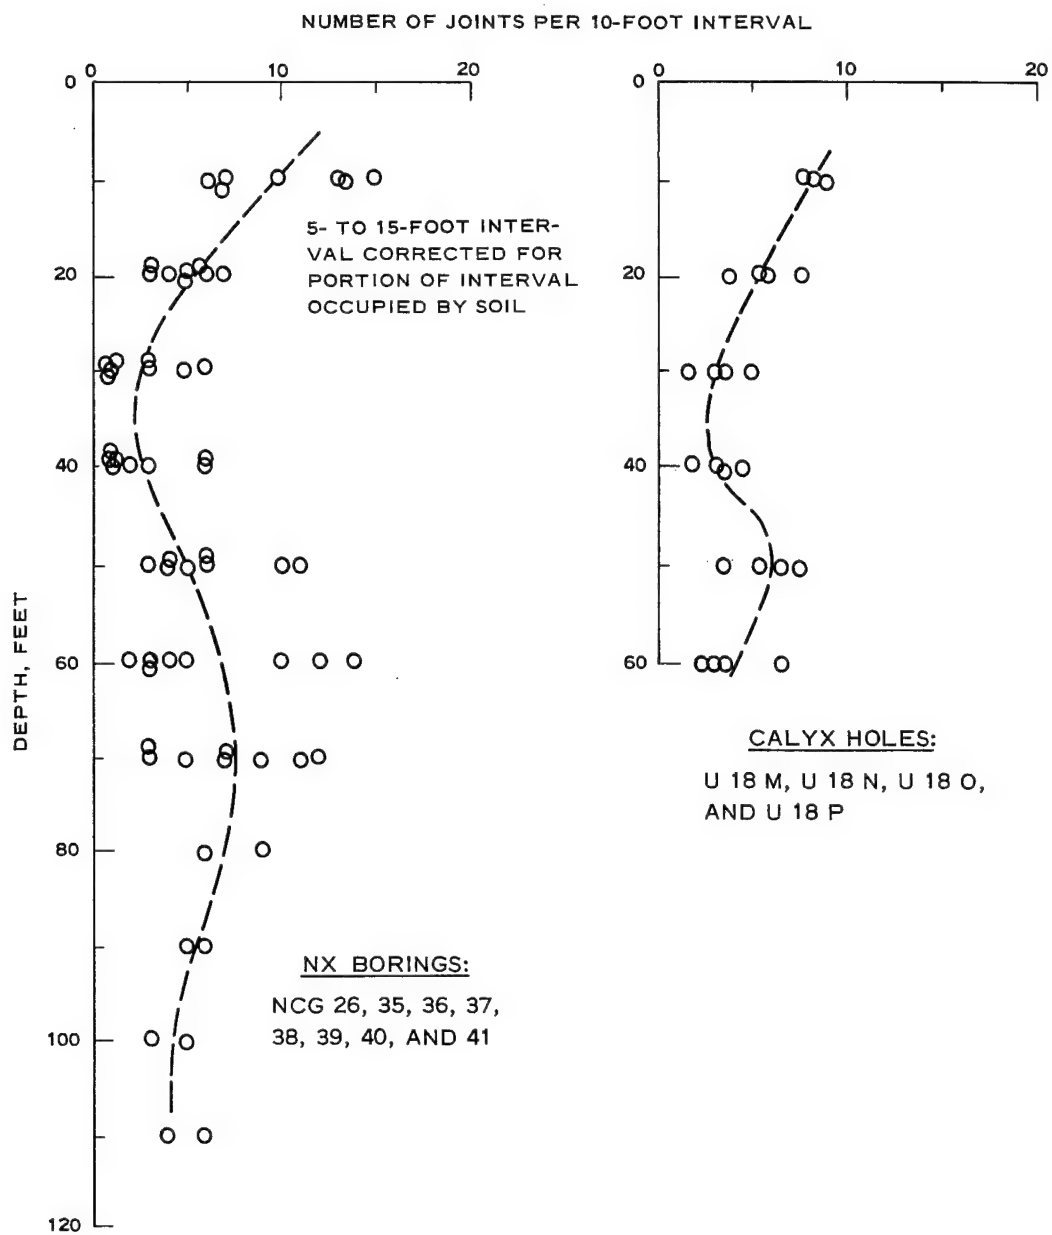 NUMBER OF JOINTS PER 10-FOOT INTERVAL
0 10 20
0 10 20
0
20
40
60
80
100
120
DEPTH, FEET
5- TO 15-FOOT INTER-
VAL CORRECTED FOR
PORTION OF INTERVAL
OCCUPIED BY SOIL
NX BORINGS:
NCG 26, 35, 36, 37,
38, 39, 40, AND 41
0
20
40
60
CALYX HOLES:
U 18 M, U 18 N, U 18 O,
AND U 18 P